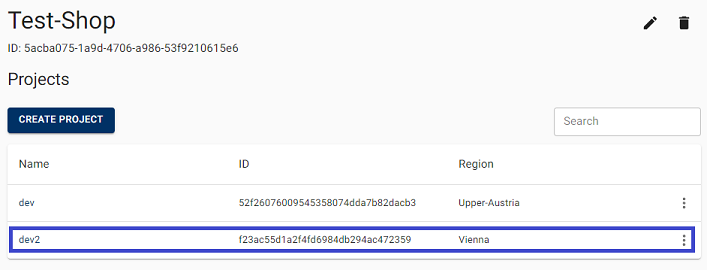 Test-Shop
ID: 5acba075-1a9d-4706-a986-53f9210615e6
Projects
CREATE PROJECT
Search
Name ID Region
dev 52f26076009545358074dda7b82dacb3 Upper-Austria
dev2 f23ac55d1a2f4fd6984db294ac472359 Vienna